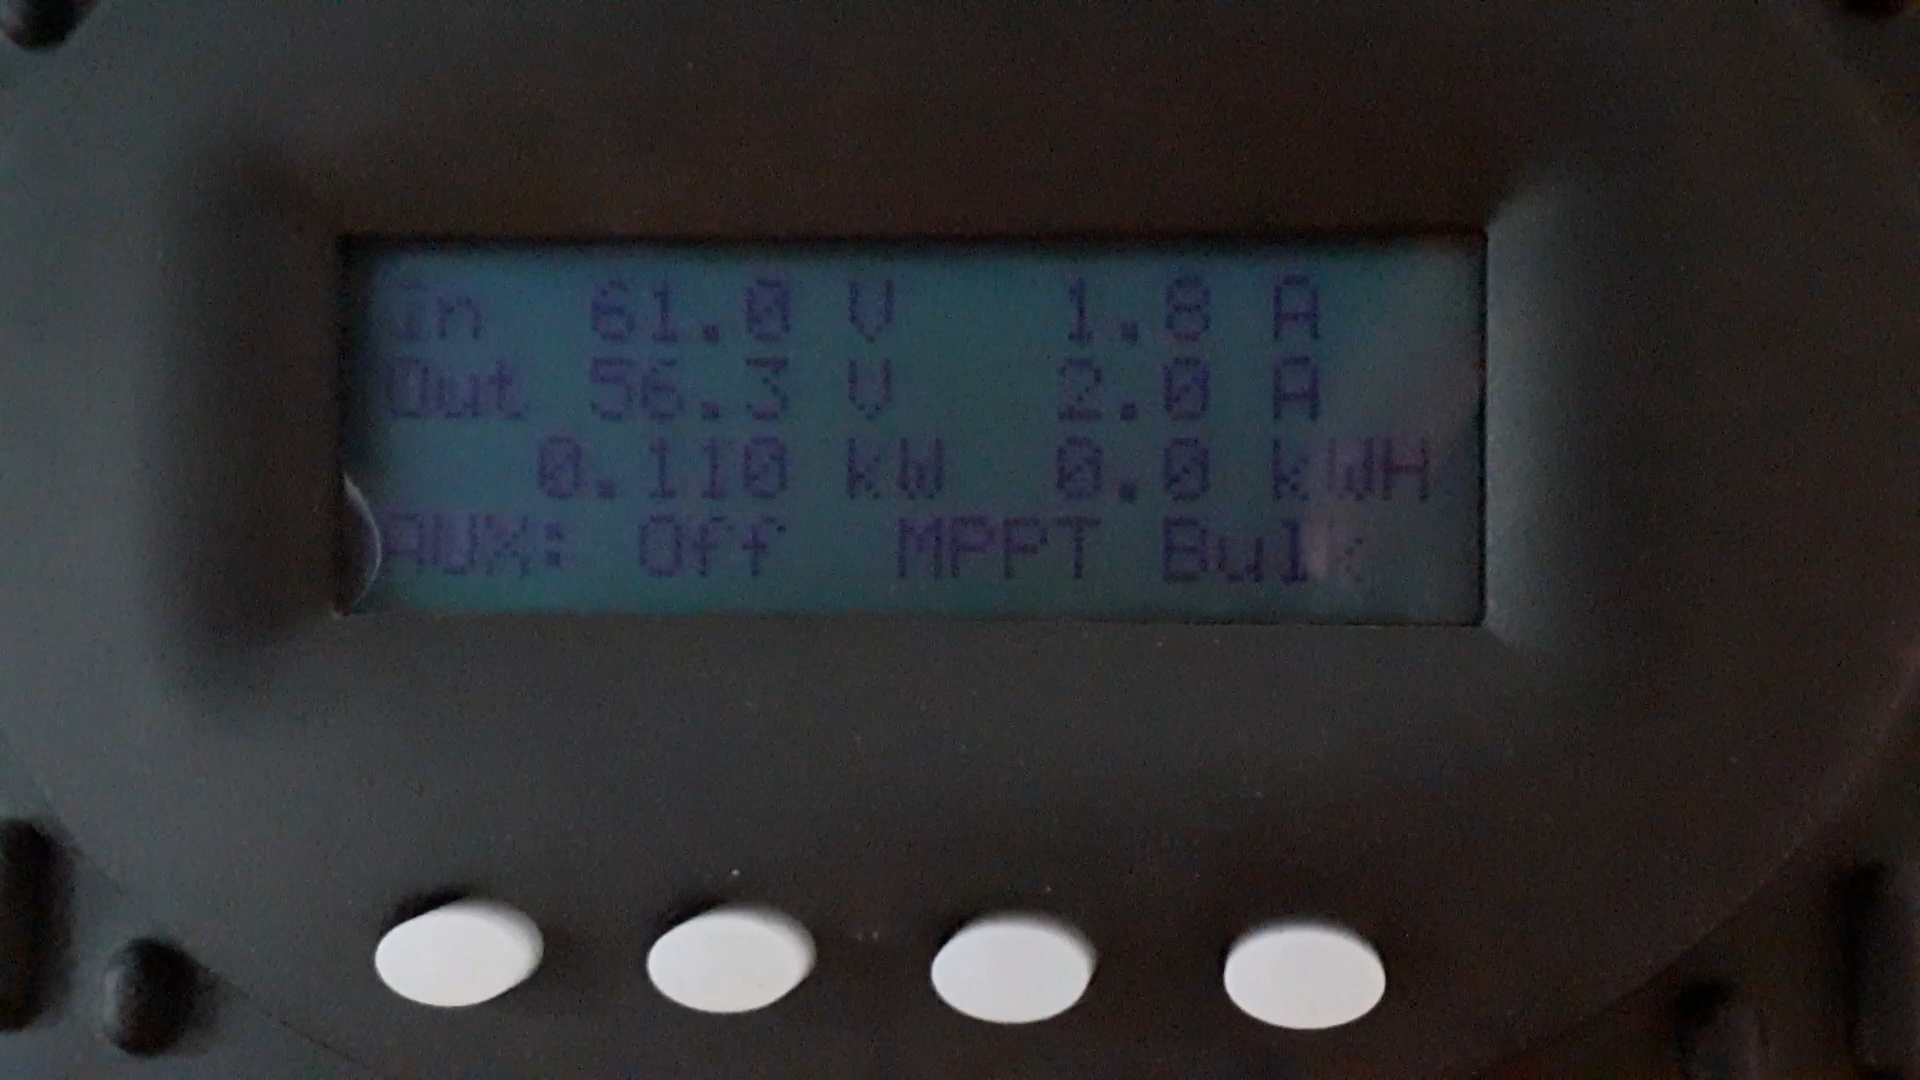 In 61.0 V 1.8 A
Out 56.3 V 2.0 A
0.110 kW 0.0 kWH
AUX: Off MPPT Bulk